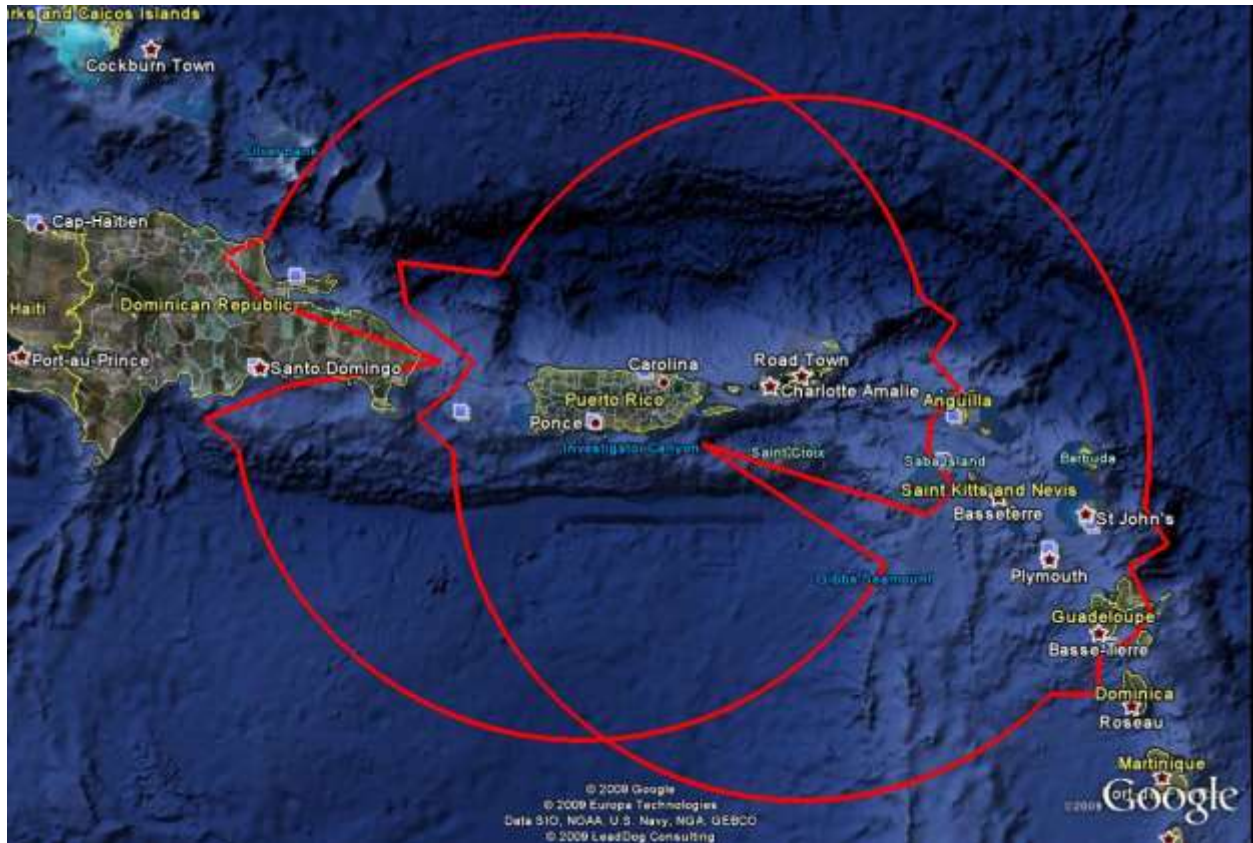 rks and Caicos Islands
Cockburn Town
Cap-Haïtien
Dominican Republic
Haiti
Port-au-Prince
Santo Domingo
Carolina
Road Town
Charlotte Amalie
Puerto Rico
Anguilla
Ponce
Investigator Canyon
Saint Croix
Saba Island
Barbuda
Saint Kitts and Nevis
Basseterre
St John's
Plymouth
Gibbs Seamount
Guadeloupe
Basse-Terre
Dominica
Roseau
Martinique
© 2009 Google
© 2009 Europa Technologies
Data SIO, NOAA, U.S. Navy, NGA, GEBCO
© 2009 LeadDog Consulting
©2009 Google